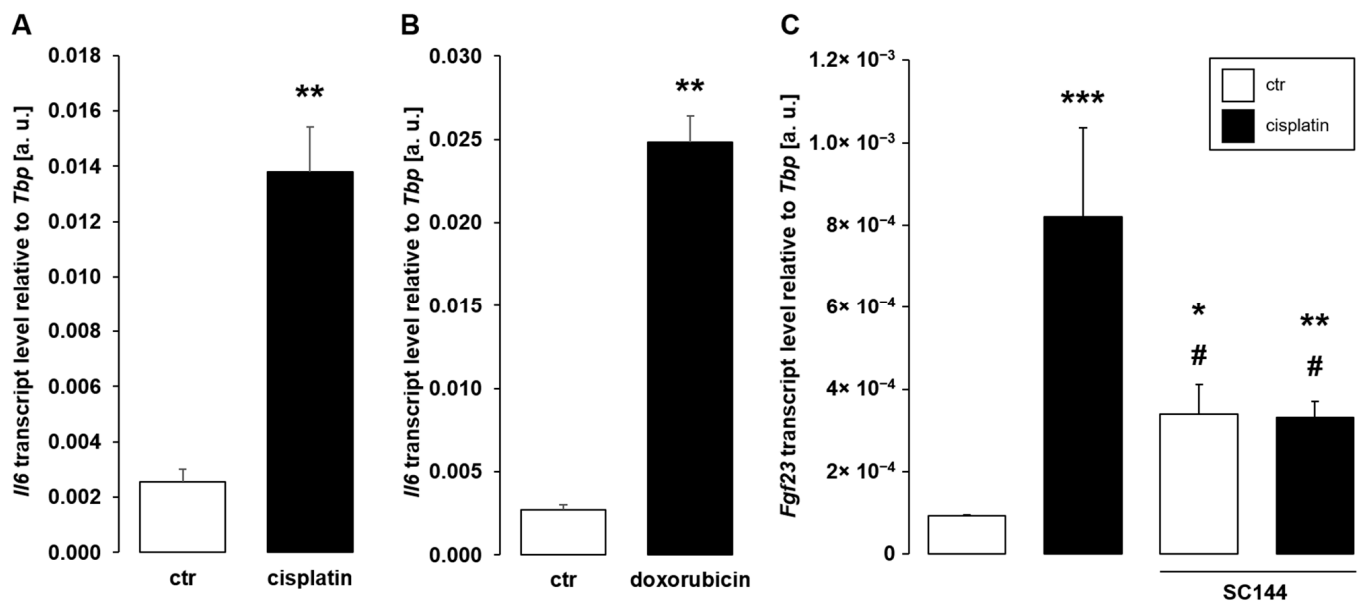 A
Il6 transcript level relative to Tbp [a. u.]
0.018
0.016
0.014
0.012
0.010
0.008
0.006
0.004
0.002
0.000
**
ctr
cisplatin
B
Il6 transcript level relative to Tbp [a. u.]
0.030
0.025
0.020
0.015
0.010
0.005
0.000
**
ctr
doxorubicin
C
Fgf23 transcript level relative to Tbp [a. u.]
1.2× 10⁻³
1.0× 10⁻³
8× 10⁻⁴
6× 10⁻⁴
4× 10⁻⁴
2× 10⁻⁴
0
***
*
#
**
#
SC144
ctr
cisplatin